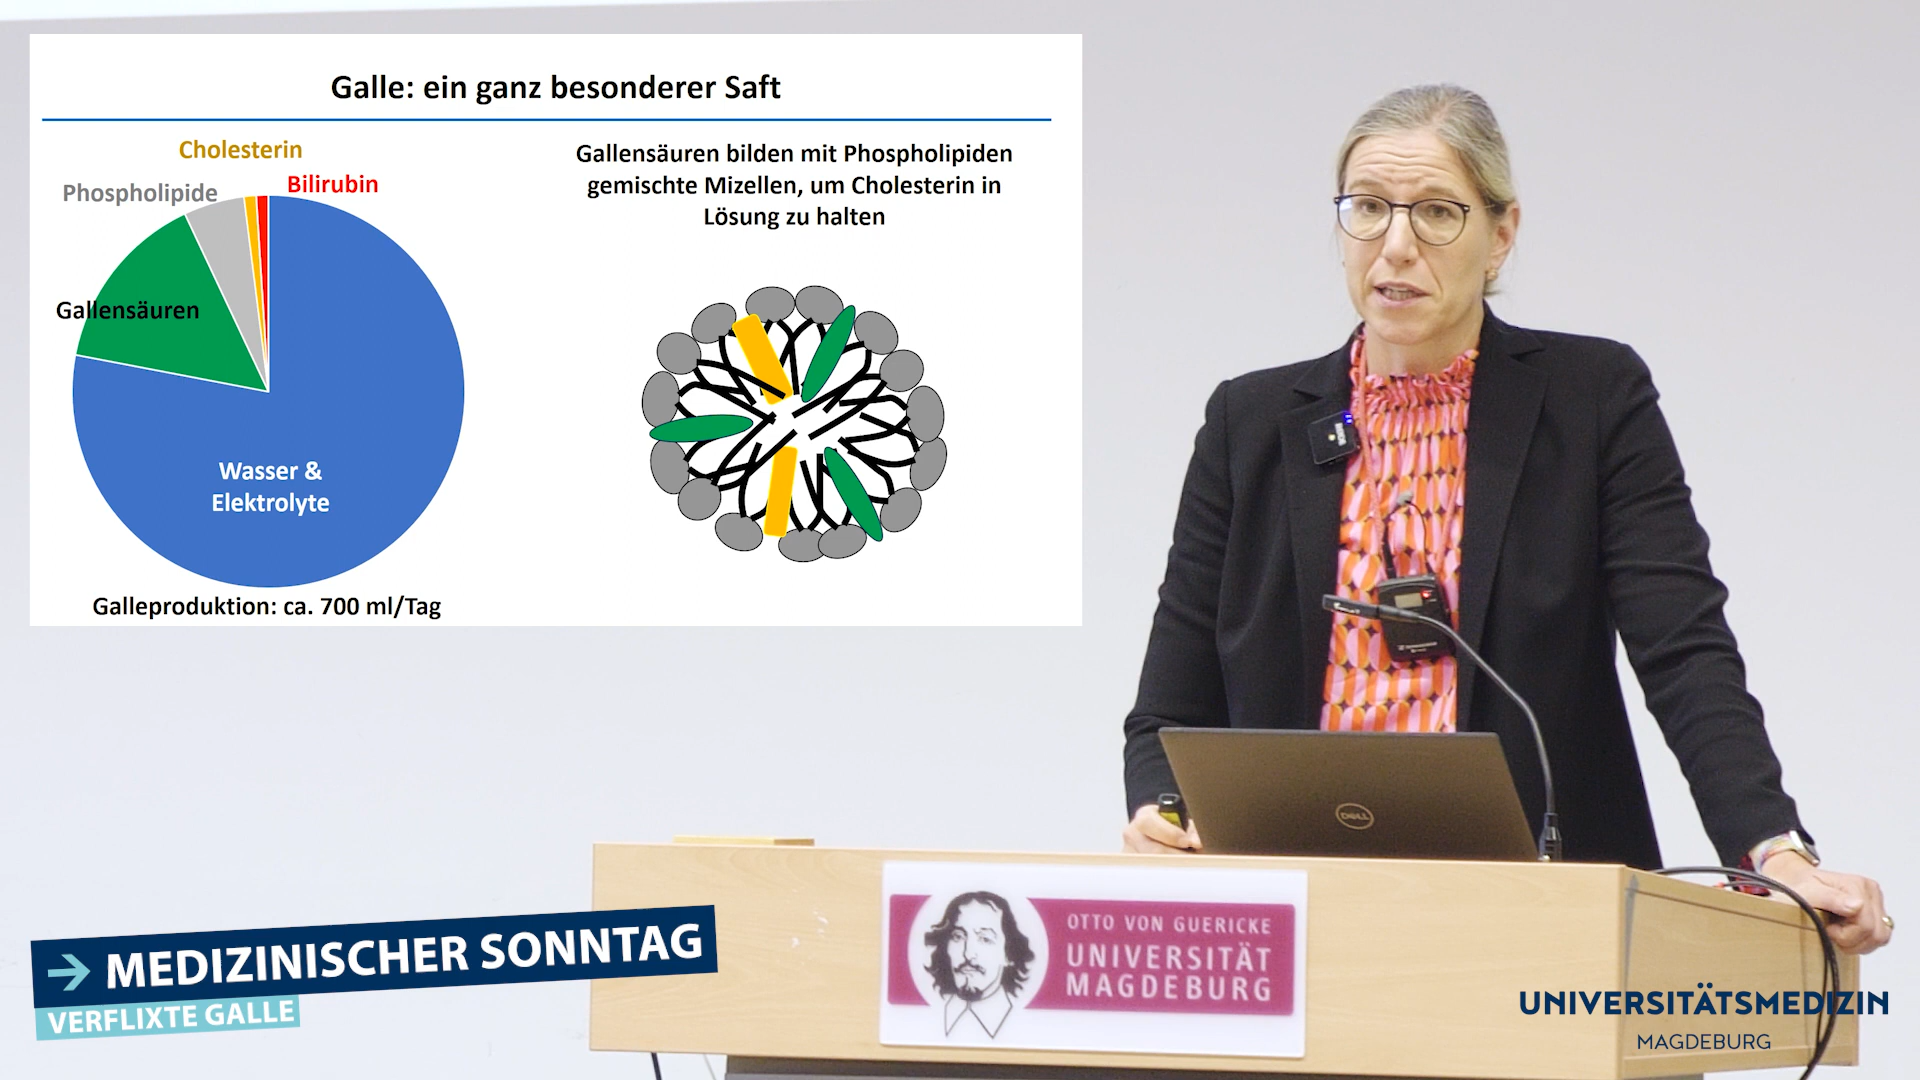 Galle: ein ganz besonderer Saft
Cholesterin
Bilirubin
Phospholipide
Gallensäuren
Wasser &
Elektrolyte
Galleproduktion: ca. 700 ml/Tag
Gallensäuren bilden mit Phospholipiden
gemischte Mizellen, um Cholesterin in
Lösung zu halten
DELL
OTTO VON GUERICKE
UNIVERSITÄT
MAGDEBURG
→ MEDIZINISCHER SONNTAG
VERFLIXTE GALLE
UNIVERSITÄTSMEDIZIN
MAGDEBURG